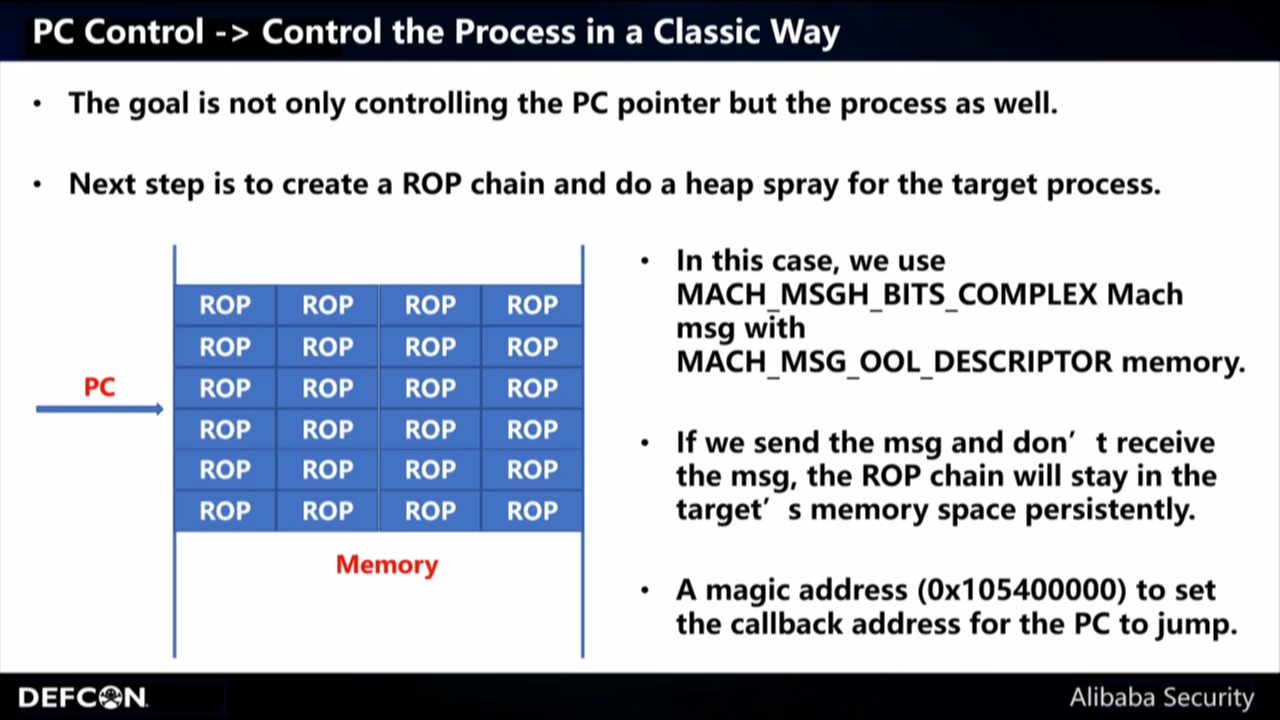 PC Control -> Control the Process in a Classic Way
• The goal is not only controlling the PC pointer but the process as well.
• Next step is to create a ROP chain and do a heap spray for the target process.
ROP ROP ROP ROP
ROP ROP ROP ROP
ROP ROP ROP ROP
ROP ROP ROP ROP
ROP ROP ROP ROP
ROP ROP ROP ROP
PC
Memory
• In this case, we use
MACH_MSGH_BITS_COMPLEX Mach
msg with
MACH_MSG_OOL_DESCRIPTOR memory.
• If we send the msg and don’t receive
the msg, the ROP chain will stay in the
target’s memory space persistently.
• A magic address (0x105400000) to set
the callback address for the PC to jump.
DEFCON
Alibaba Security